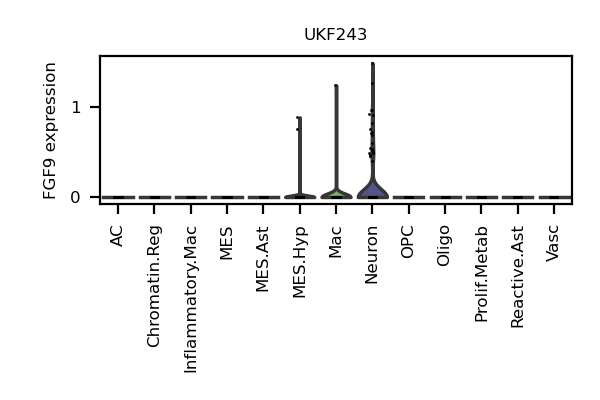 UKF243
FGF9 expression
1
0
AC
Chromatin.Reg
Inflammatory.Mac
MES
MES.Ast
MES.Hyp
Mac
Neuron
OPC
Oligo
Prolif.Metab
Reactive.Ast
Vasc